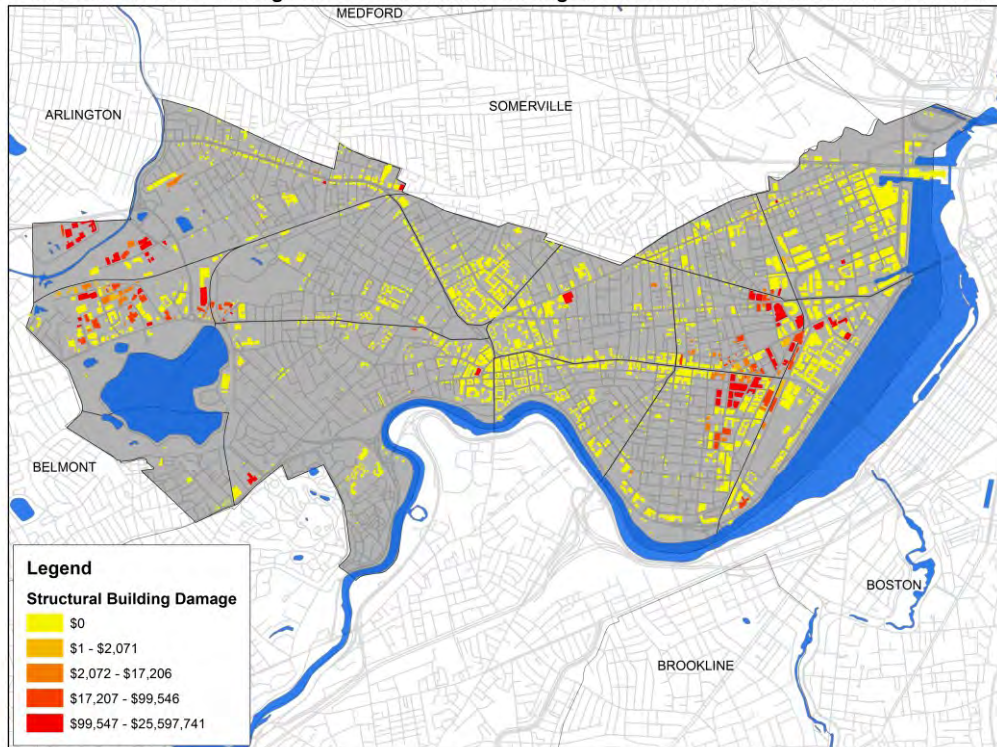 MEDFORD
SOMERVILLE
ARLINGTON
BELMONT
BOSTON
BROOKLINE
Legend
Structural Building Damage
$0
$1 - $2,071
$2,072 - $17,206
$17,207 - $99,546
$99,547 - $25,597,741